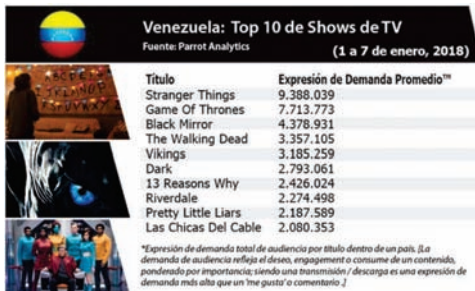 Venezuela: Top 10 de Shows de TV
Fuente: Parrot Analytics
(1 a 7 de enero, 2018)
Título Expresión de Demanda Promedio™
Stranger Things 9.388.039
Game Of Thrones 7.713.773
Black Mirror 4.378.931
The Walking Dead 3.357.105
Vikings 3.185.259
Dark 2.793.061
13 Reasons Why 2.426.024
Riverdale 2.274.498
Pretty Little Liars 2.187.589
Las Chicas Del Cable 2.080.353
*Expresión de demanda total de audiencia por título dentro de un país. [La
demanda de audiencia refleja el deseo, engagement o consume de un contenido,
ponderado por importancia; siendo una transmisión / descarga es una expresión de
demanda más alta que un 'me gusta' o comentario .]